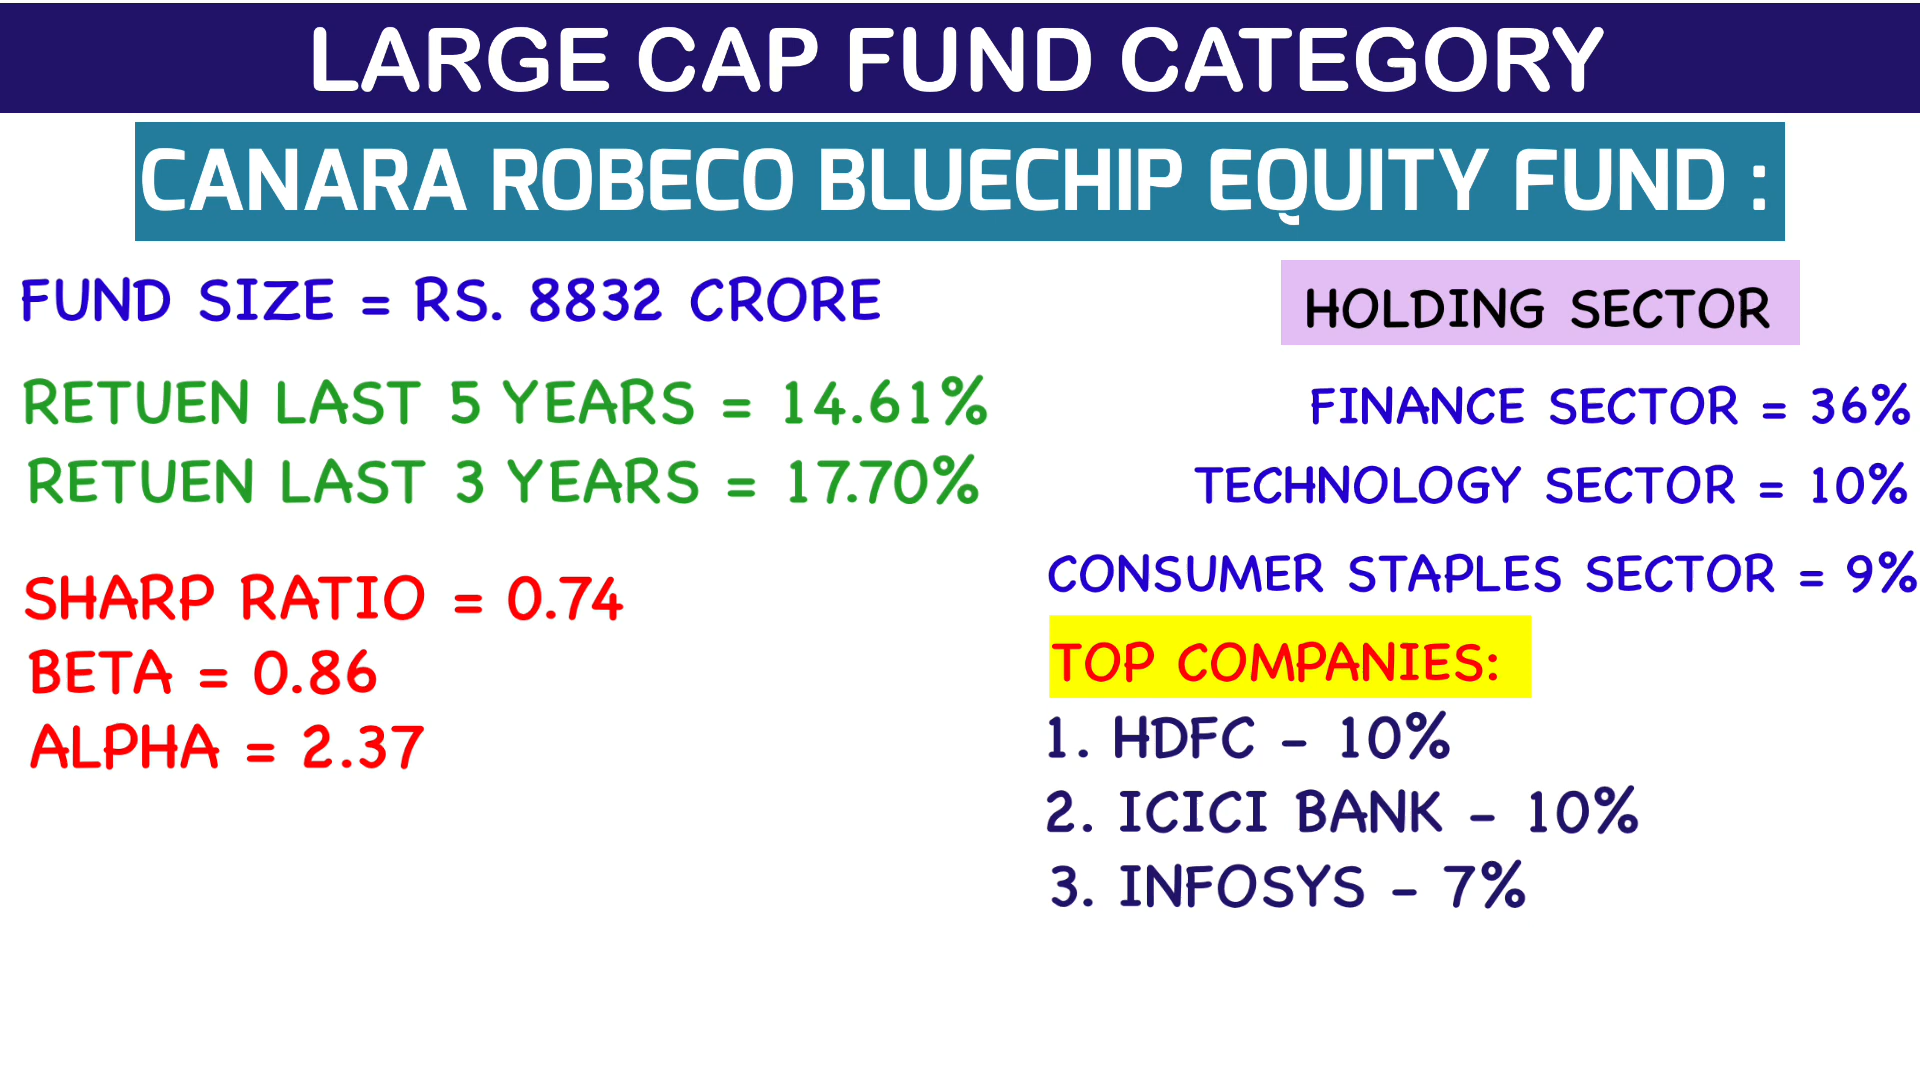 LARGE CAP FUND CATEGORY
CANARA ROBECO BLUECHIP EQUITY FUND :
FUND SIZE = RS. 8832 CRORE
RETUEN LAST 5 YEARS = 14.61%
RETUEN LAST 3 YEARS = 17.70%
SHARP RATIO = 0.74
BETA = 0.86
ALPHA = 2.37
HOLDING SECTOR
FINANCE SECTOR = 36%
TECHNOLOGY SECTOR = 10%
CONSUMER STAPLES SECTOR = 9%
TOP COMPANIES:
1. HDFC - 10%
2. ICICI BANK - 10%
3. INFOSYS - 7%